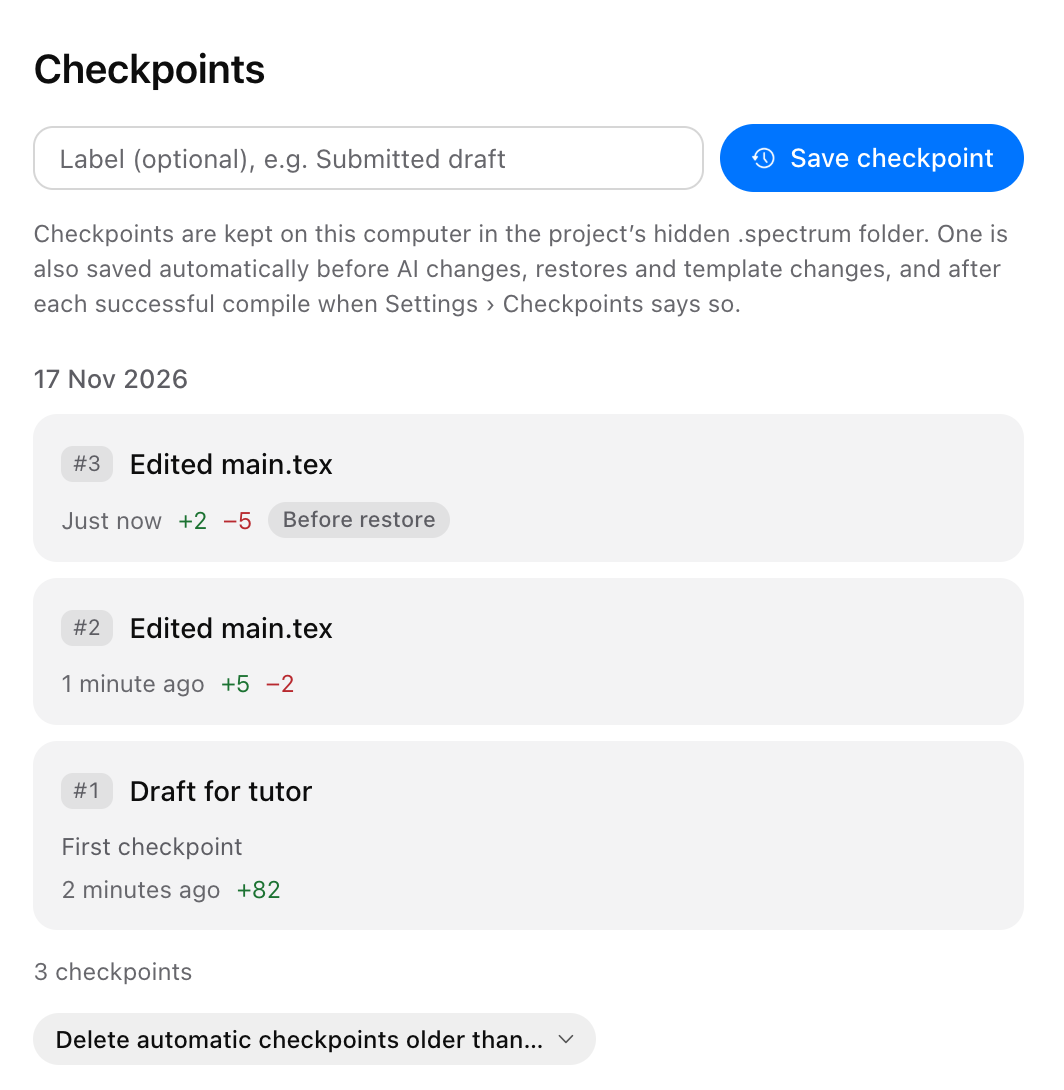 Checkpoints
Label (optional), e.g. Submitted draft
Save checkpoint
Checkpoints are kept on this computer in the project’s hidden .spectrum folder. One is
also saved automatically before AI changes, restores and template changes, and after
each successful compile when Settings › Checkpoints says so.
17 Nov 2026
#3 Edited main.tex
Just now +2 −5 Before restore
#2 Edited main.tex
1 minute ago +5 −2
#1 Draft for tutor
First checkpoint
2 minutes ago +82
3 checkpoints
Delete automatic checkpoints older than...